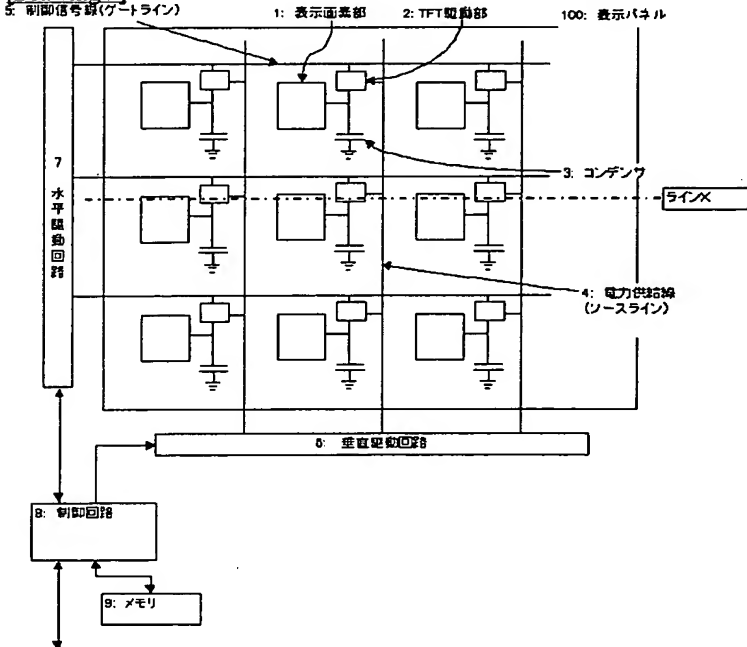 5: 制御信号線(ゲートライン)
1: 表示画素部
2: TFT駆動部
100: 表示パネル
3: コンデンサ
7
水平駆動回路
ラインX
4: 電力供給線
(ソースライン)
6: 垂直駆動回路
8: 制御回路
9: メモリ